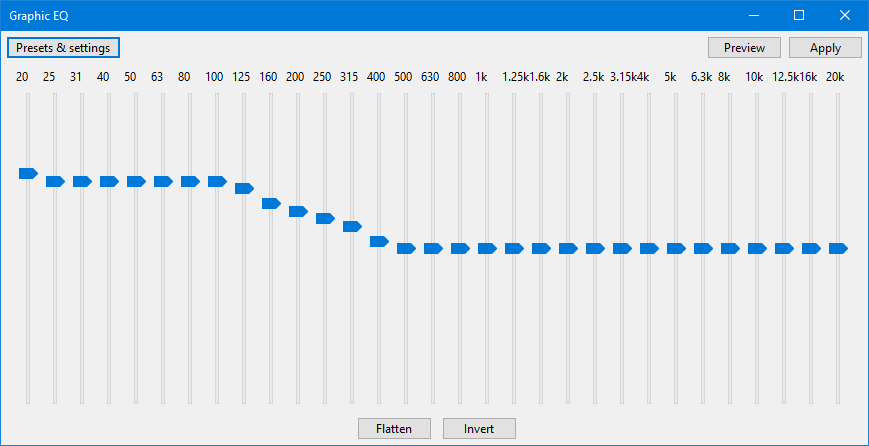 Graphic EQ
Presets & settings Preview Apply
20 25 31 40 50 63 80 100 125 160 200 250 315 400 500 630 800 1k 1.25k 1.6k 2k 2.5k 3.15k 4k 5k 6.3k 8k 10k 12.5k 16k 20k
Flatten Invert